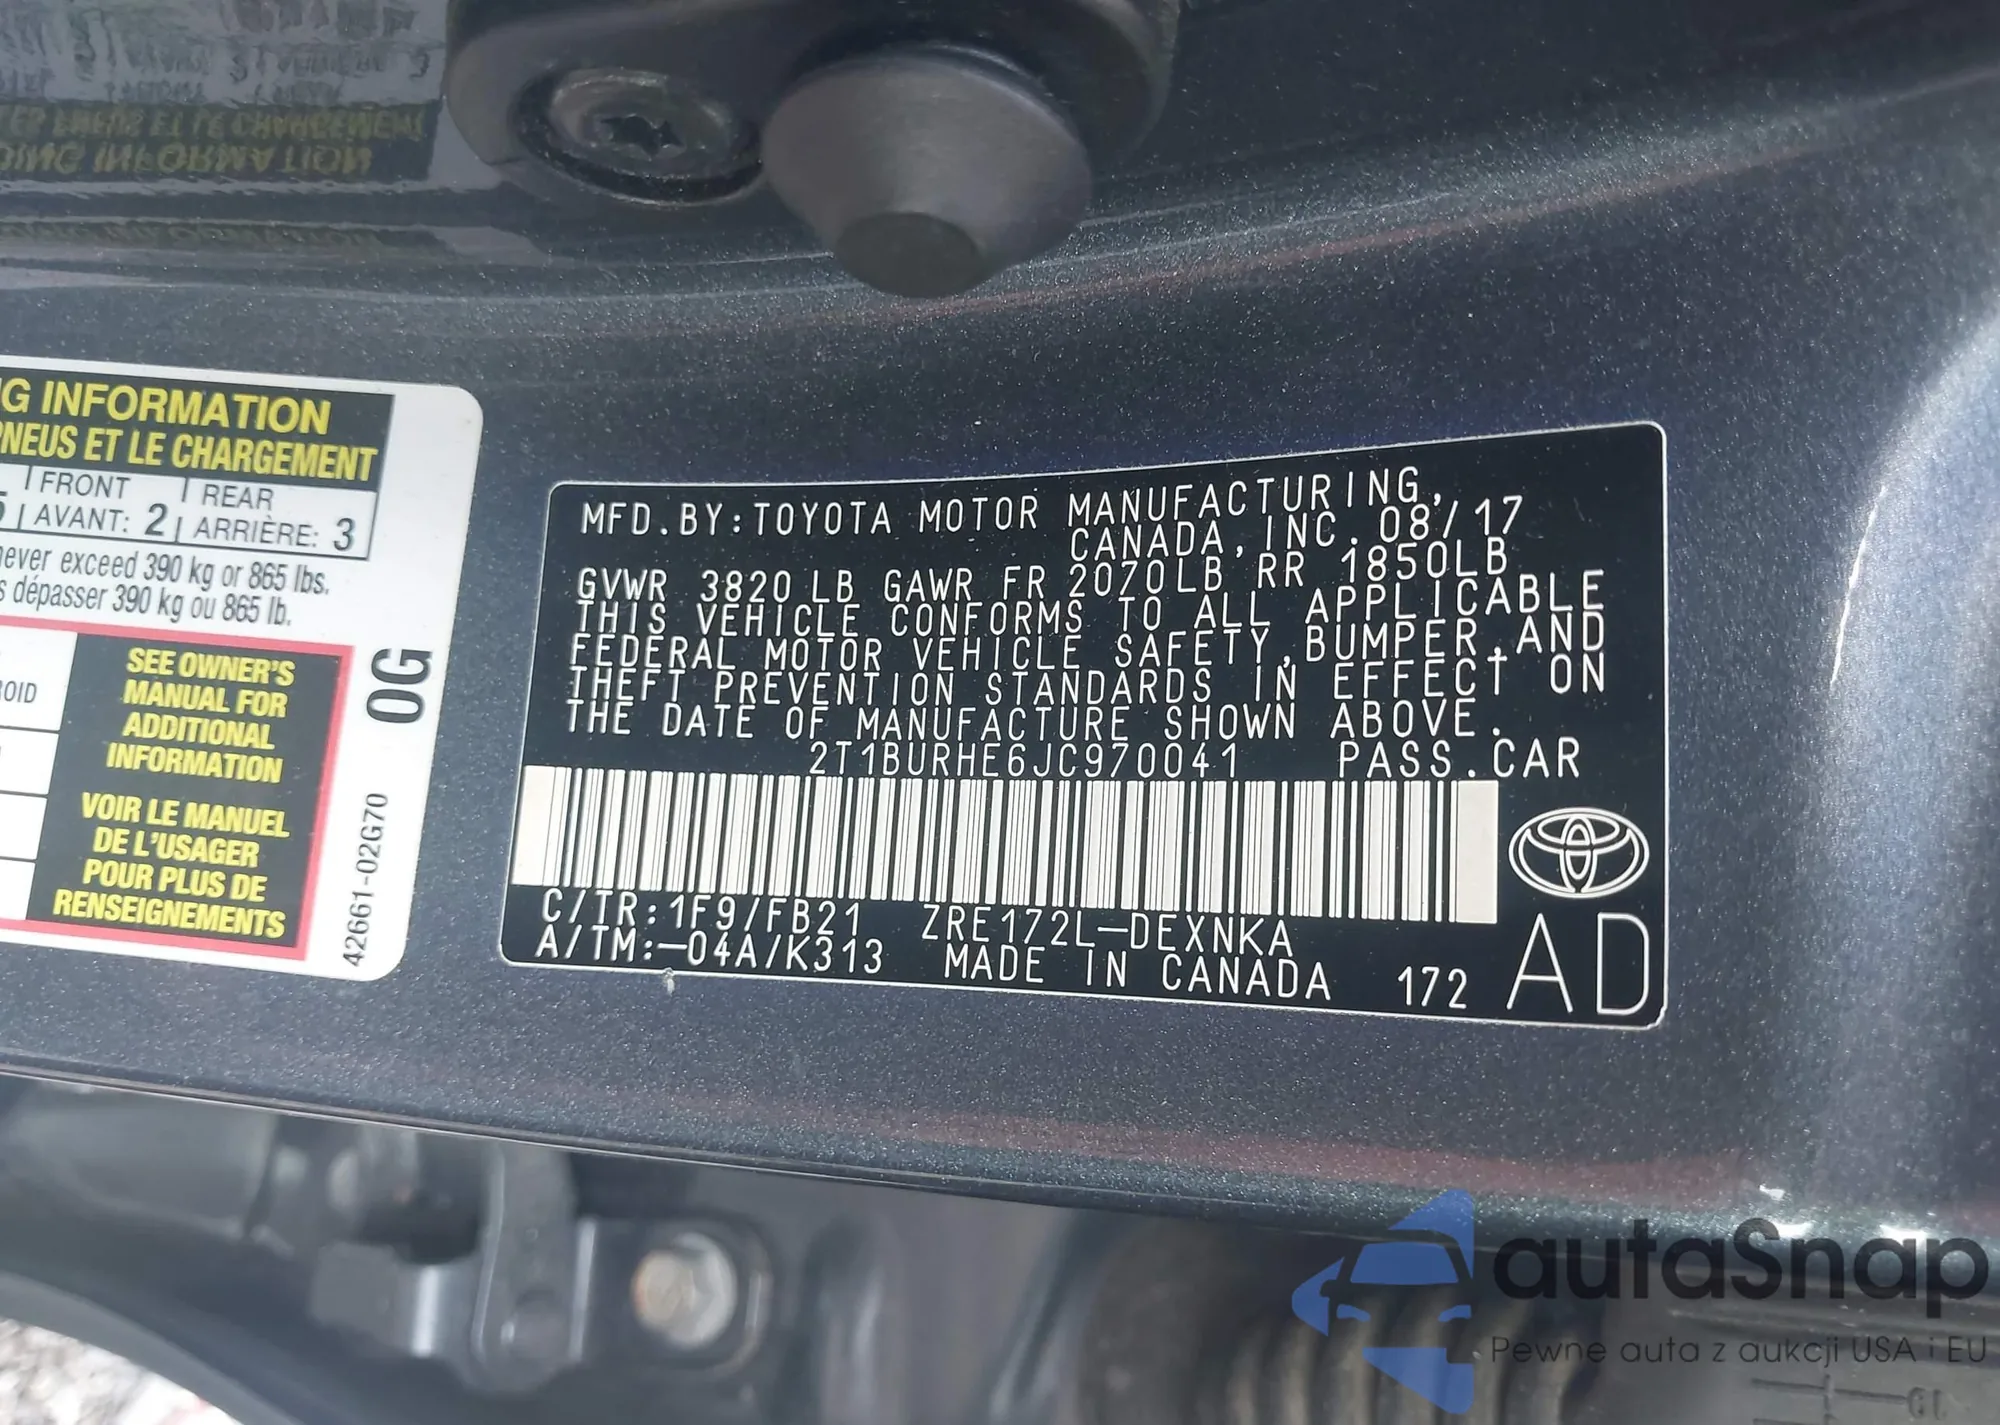 G INFORMATION
PNEUS ET LE CHARGEMENT
FRONT REAR
AVANT: 2 ARRIÈRE: 3
never exceed 390 kg or 865 lbs.
dépasser 390 kg ou 865 lb.
SEE OWNER'S
MANUAL FOR
ADDITIONAL
INFORMATION
VOIR LE MANUEL
DE L'USAGER
POUR PLUS DE
RENSEIGNEMENTS
0G
42661-02G70
MFD.BY:TOYOTA MOTOR MANUFACTURING,
CANADA,INC. 08/17
GVWR 3820LB GAWR FR 2070LB RR 1850LB
THIS VEHICLE CONFORMS TO ALL APPLICABLE
FEDERAL MOTOR VEHICLE SAFETY,BUMPER,AND
THEFT PREVENTION STANDARDS IN EFFECT ON
THE DATE OF MANUFACTURE SHOWN ABOVE.
2T1BURHE6JC970041 PASS.CAR
C/TR:1F9/FB21 ZRE172L-DEXNKA
A/TM:-04A/K313 MADE IN CANADA 172
AD
autoSnap
Pewne auta z aukcji USA i EU